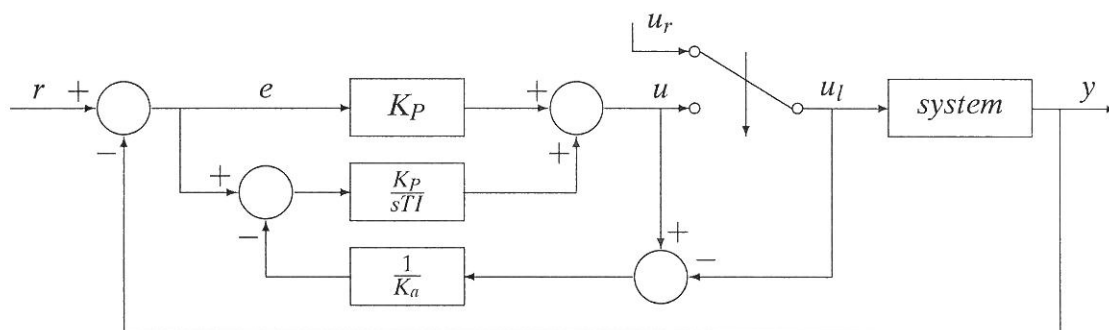 u_r
r + e K_P + u u_l system y
− + + K_P/sTI
− + −
1/K_a